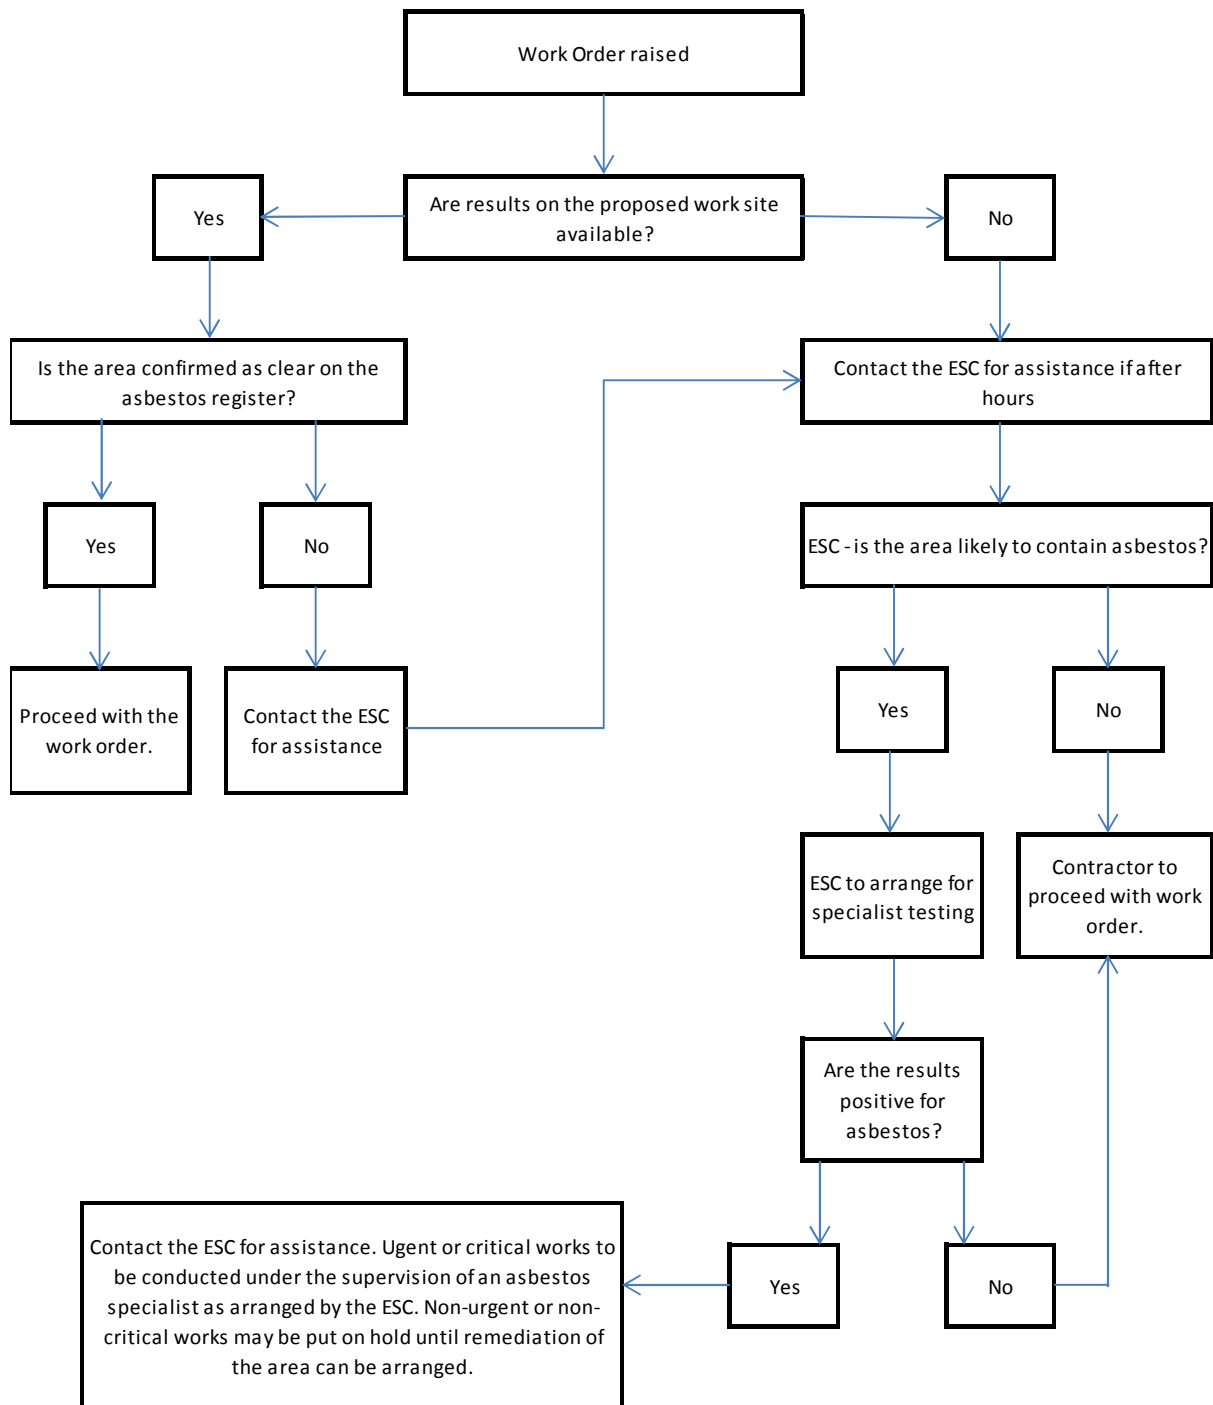 Work Order raised
Yes
Are results on the proposed work site
available?
No
Is the area confirmed as clear on the
asbestos register?
Contact the ESC for assistance if after
hours
Yes
No
ESC - is the area likely to contain asbestos?
Proceed with the
work order.
Contact the ESC
for assistance
Yes
No
ESC to arrange for
specialist testing
Contractor to
proceed with work
order.
Are the results
positive for
asbestos?
Contact the ESC for assistance. Ugent or critical works to
be conducted under the supervision of an asbestos
specialist as arranged by the ESC. Non-urgent or non-
critical works may be put on hold until remediation of
the area can be arranged.
Yes
No